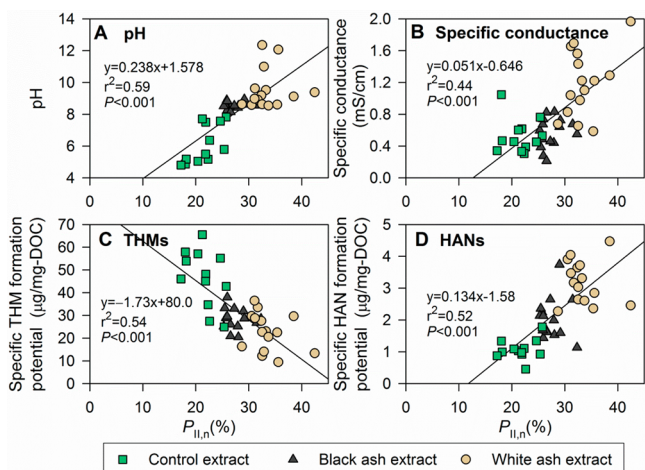 A pH
y=0.238x+1.578
r²=0.59
P<0.001
pH
14
12
10
8
6
4
0 10 20 30 40
B Specific conductance
y=0.051x-0.646
r²=0.44
P<0.001
Specific conductance
(mS/cm)
2.0
1.6
1.2
0.8
0.4
0.0
0 10 20 30 40
C THMs
y=−1.73x+80.0
r²=0.54
P<0.001
Specific THM formation
potential (µg/mg-DOC)
70
60
50
40
30
20
10
0
0 10 20 30 40
P_II,n(%)
D HANs
y=0.134x-1.58
r²=0.52
P<0.001
Specific HAN formation
potential (µg/mg-DOC)
5
4
3
2
1
0
0 10 20 30 40
P_II,n(%)
Control extract Black ash extract White ash extract